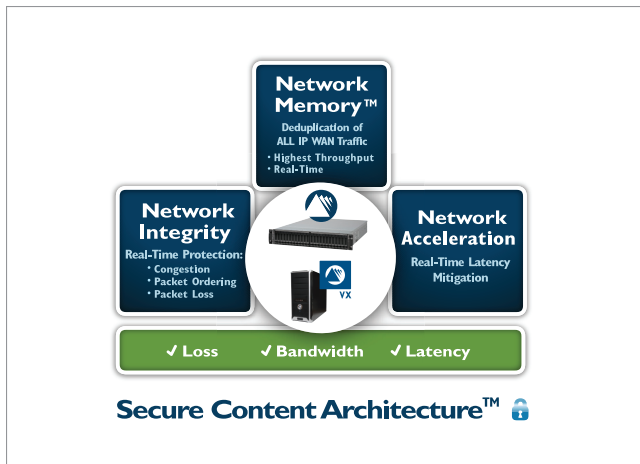 Network
Memory™
Deduplication of
ALL IP WAN Traffic
• Highest Throughput
• Real-Time
Network
Integrity
Real-Time Protection:
• Congestion
• Packet Ordering
• Packet Loss
VX
Network
Acceleration
Real-Time Latency
Mitigation
✓ Loss ✓ Bandwidth ✓ Latency
Secure Content Architecture™